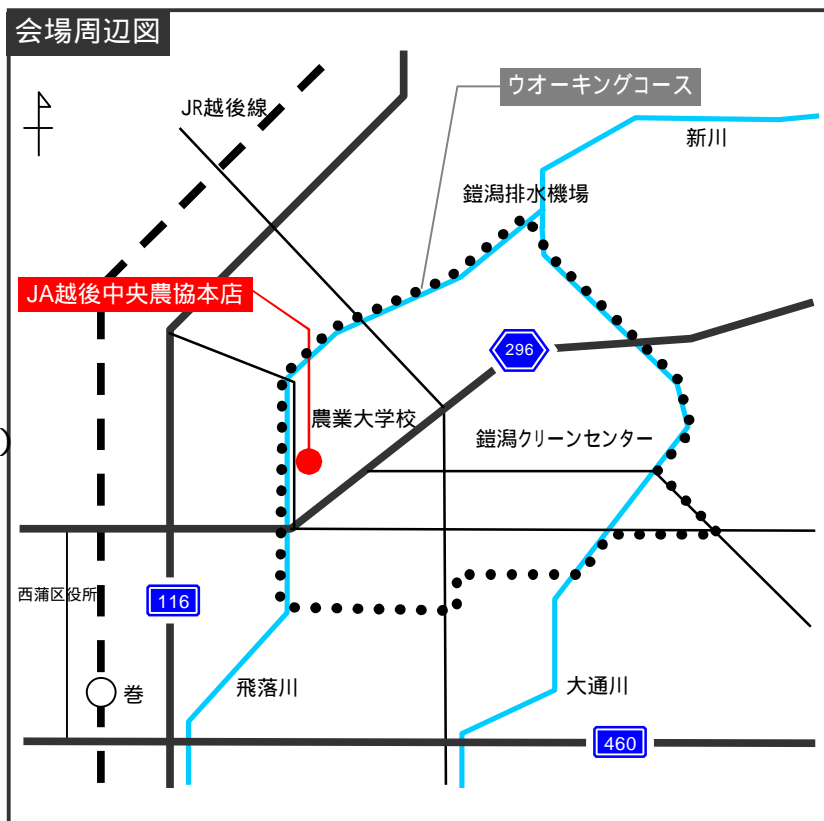 会場周辺図
ウオーキングコース
JR越後線
新川
鎧潟排水機場
JA越後中央農協本店
296
農業大学校
鎧潟クリーンセンター
)
西蒲区役所
116
巻
飛落川
大通川
460